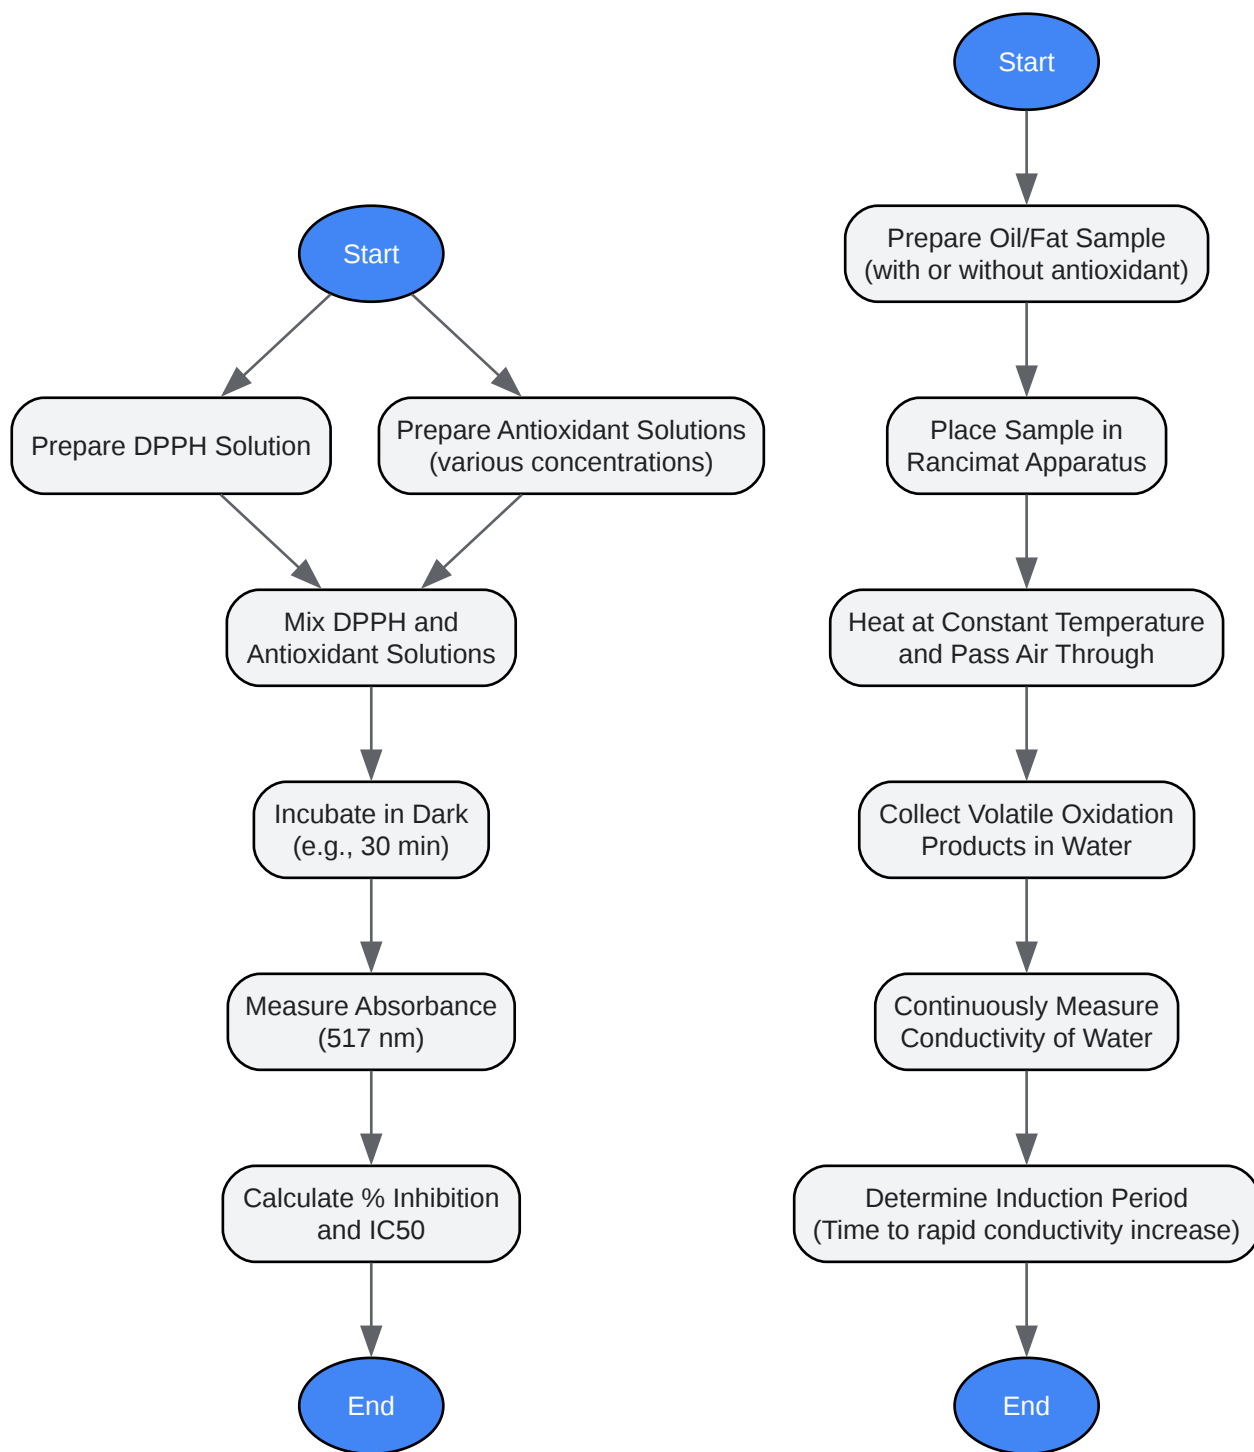 Start
Prepare DPPH Solution
Prepare Antioxidant Solutions
(various concentrations)
Mix DPPH and
Antioxidant Solutions
Incubate in Dark
(e.g., 30 min)
Measure Absorbance
(517 nm)
Calculate % Inhibition
and IC50
End
Start
Prepare Oil/Fat Sample
(with or without antioxidant)
Place Sample in
Rancimat Apparatus
Heat at Constant Temperature
and Pass Air Through
Collect Volatile Oxidation
Products in Water
Continuously Measure
Conductivity of Water
Determine Induction Period
(Time to rapid conductivity increase)
End